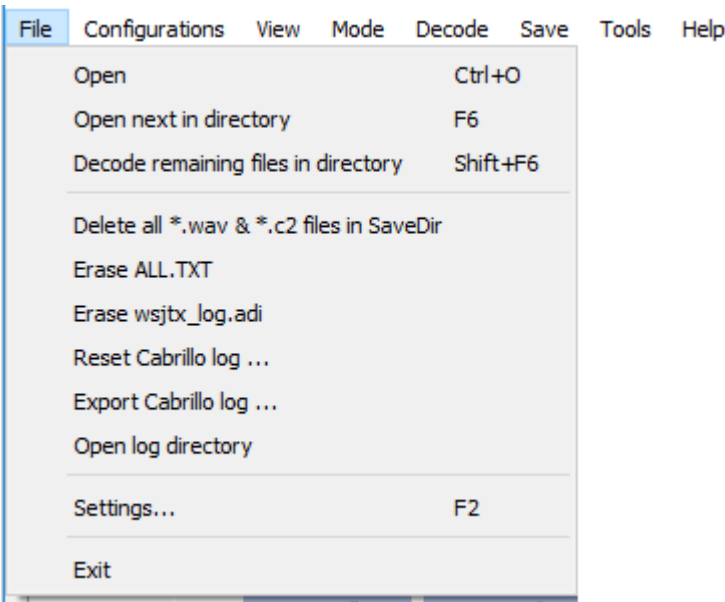 File Configurations View Mode Decode Save Tools Help
Open Ctrl+O
Open next in directory F6
Decode remaining files in directory Shift+F6
Delete all *.wav & *.c2 files in SaveDir
Erase ALL.TXT
Erase wsjtx_log.adi
Reset Cabrillo log ...
Export Cabrillo log ...
Open log directory
Settings... F2
Exit